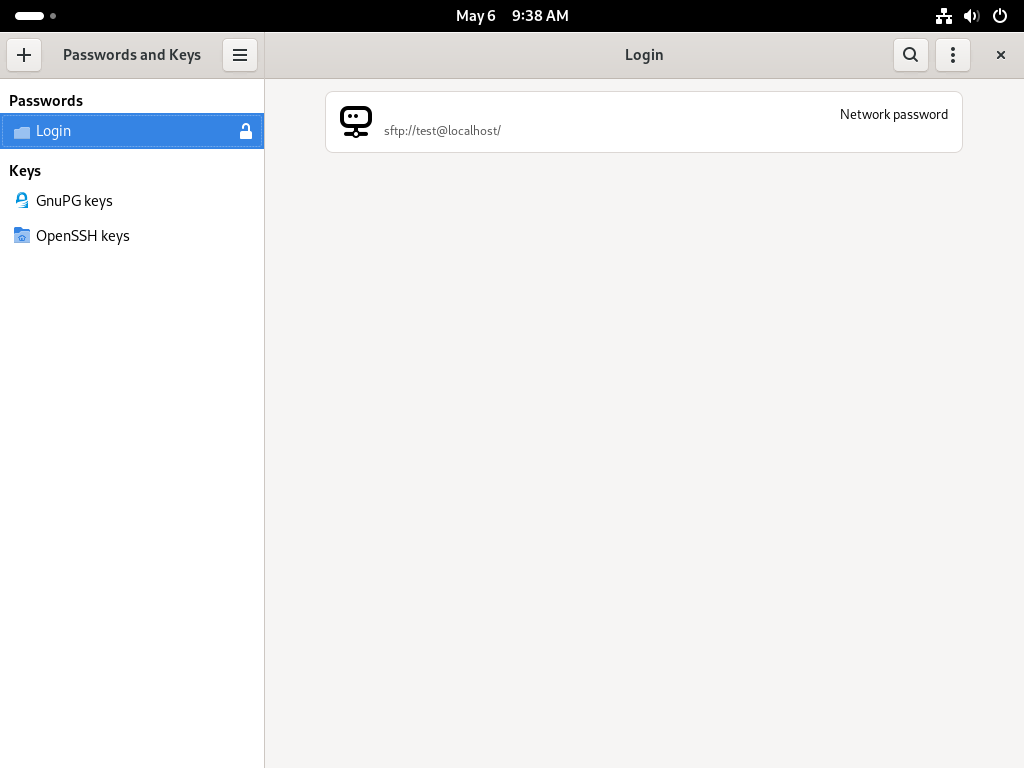 May 6 9:38 AM
Passwords and Keys
Login
Passwords
Login
Keys
GnuPG keys
OpenSSH keys
Network password
sftp://test@localhost/